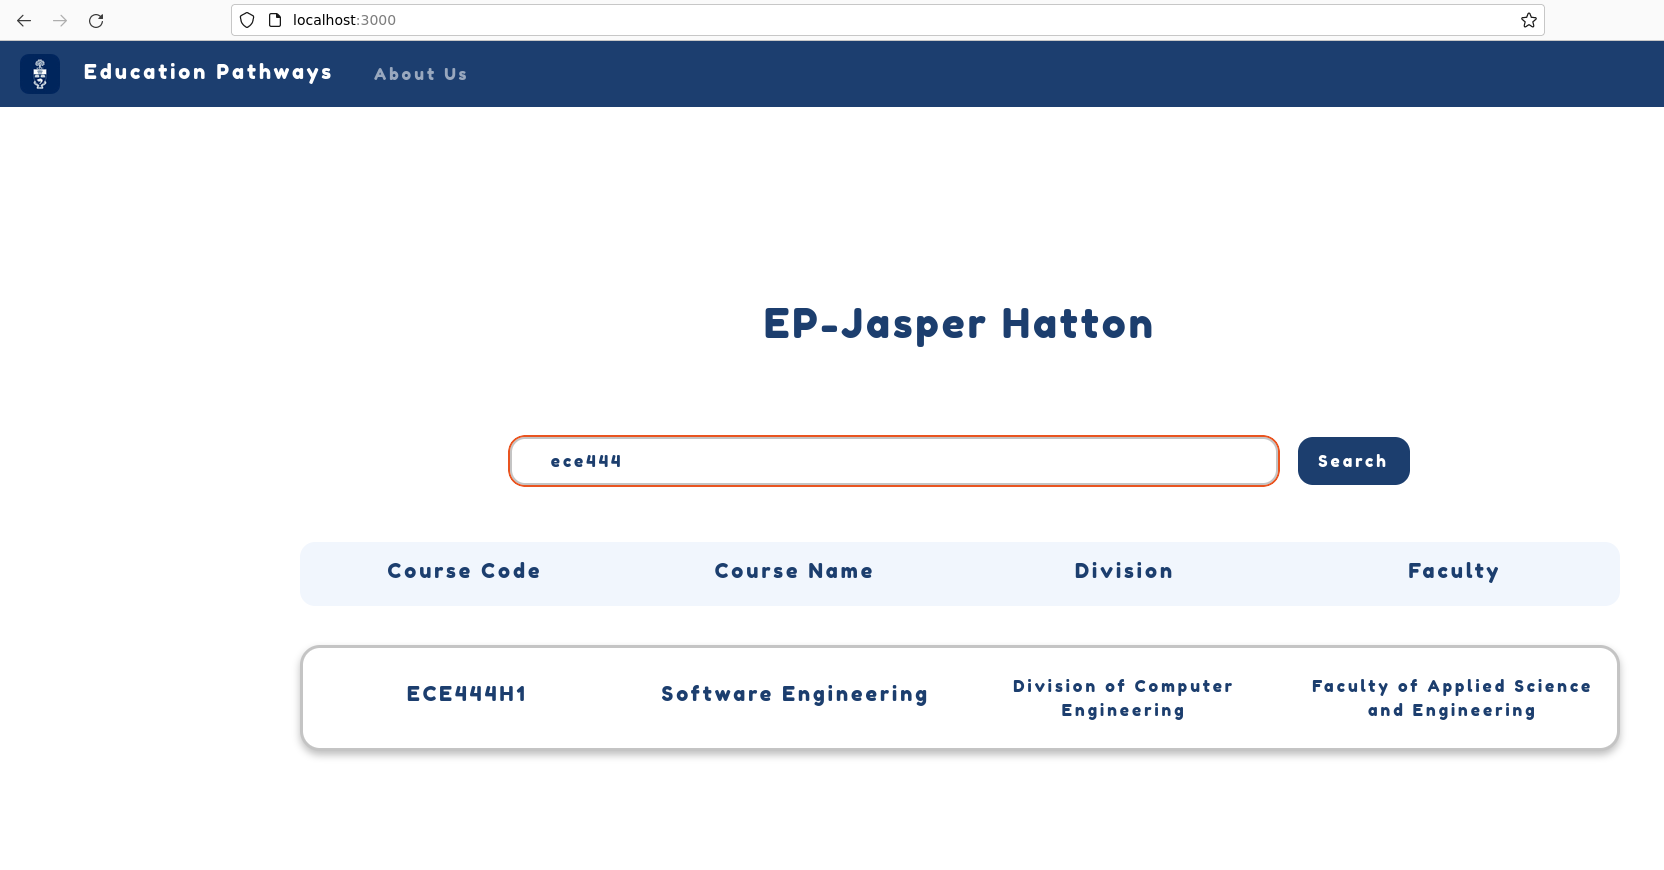 localhost:3000
Education Pathways About Us
EP-Jasper Hatton
ece444 Search
Course Code Course Name Division Faculty
ECE444H1 Software Engineering Division of Computer Engineering Faculty of Applied Science and Engineering